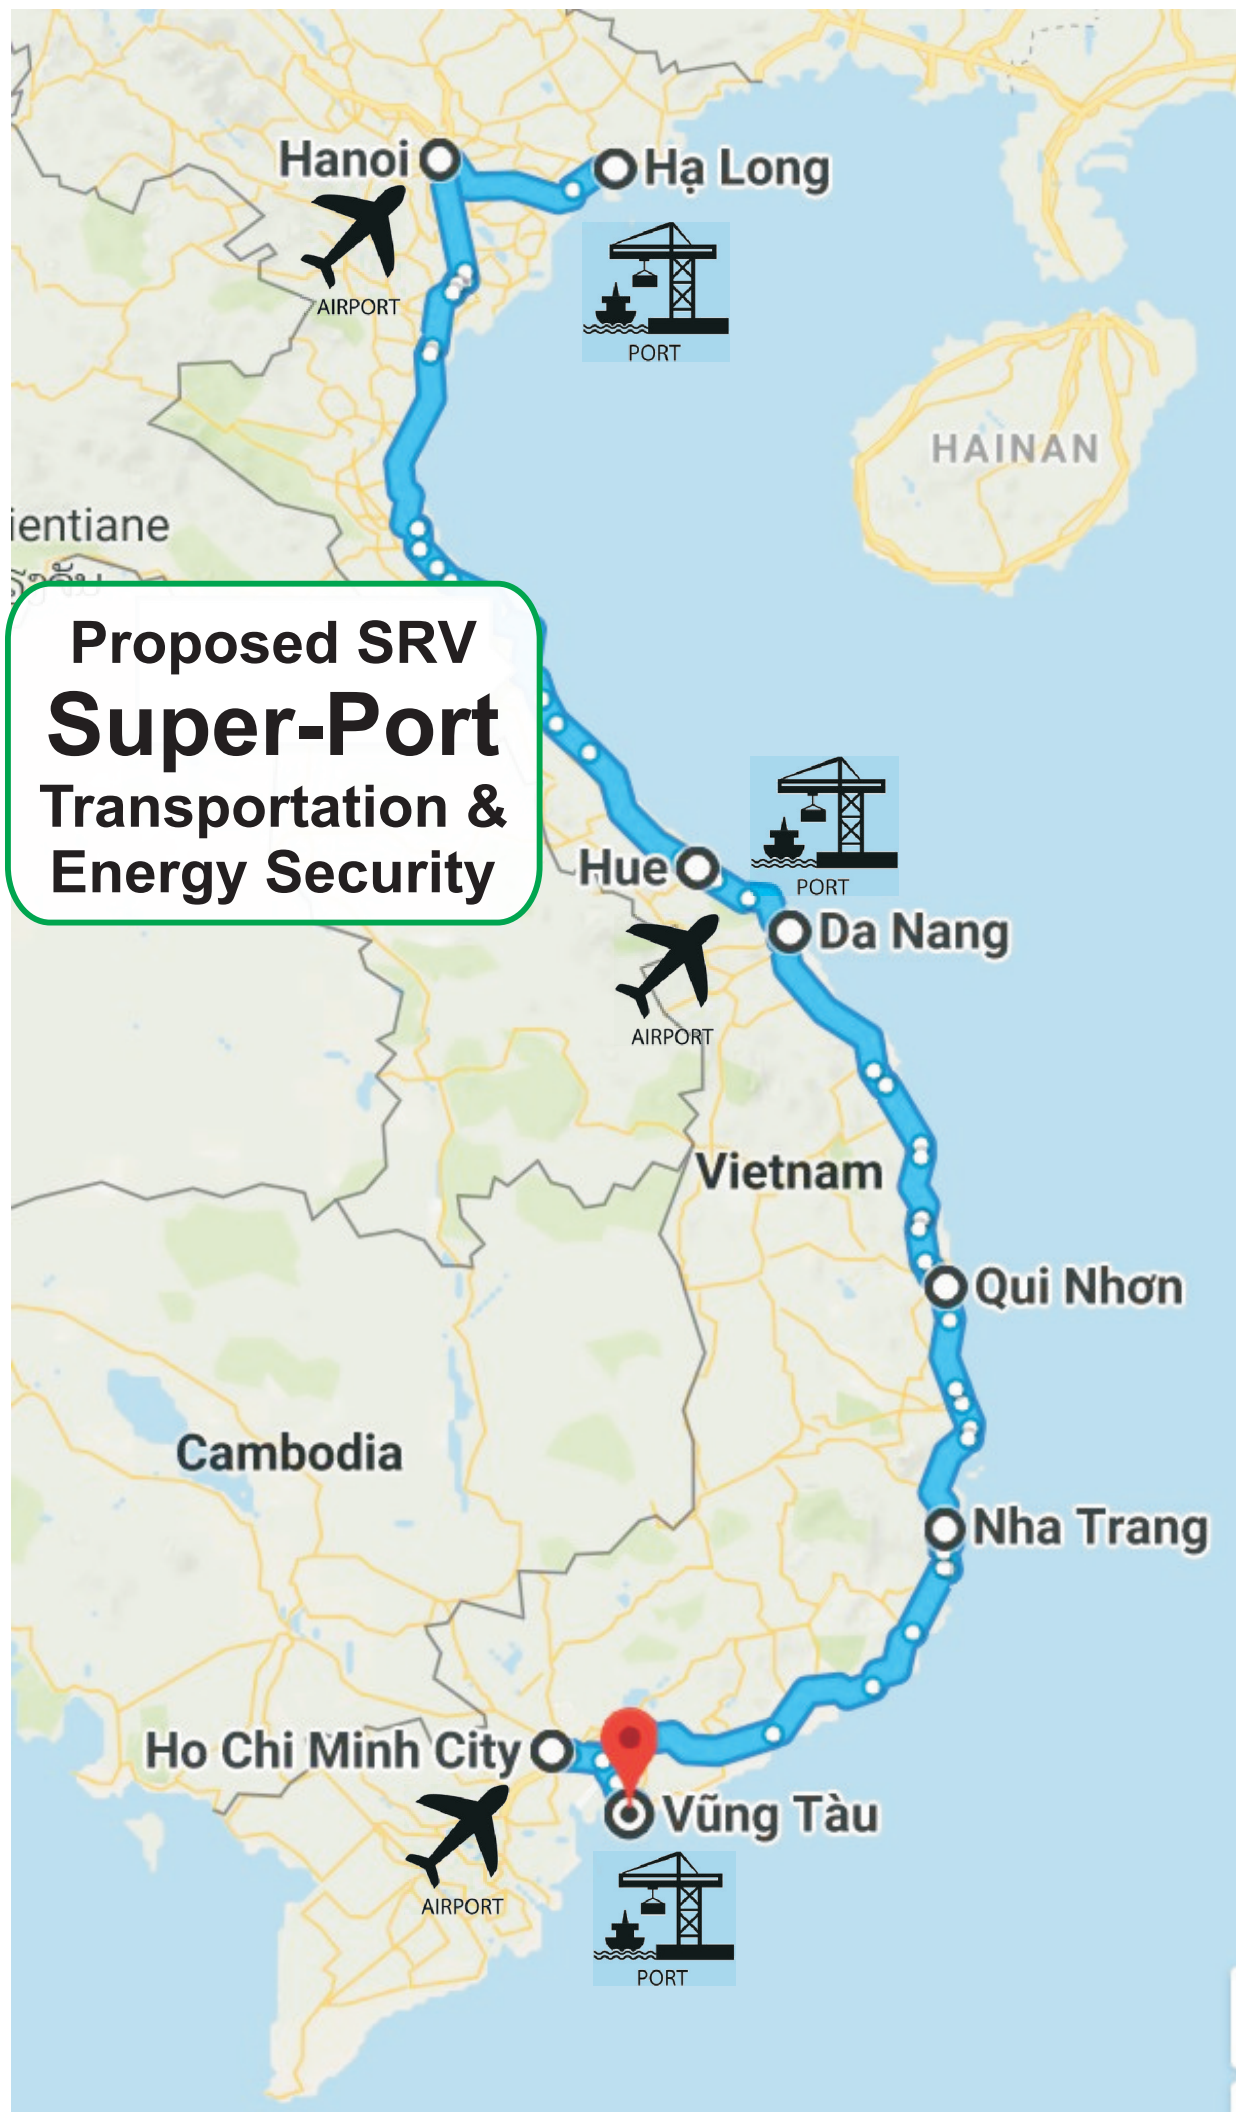 Hanoi
Hạ Long
AIRPORT
PORT
HAINAN
ientiane
Proposed SRV
Super-Port
Transportation &
Energy Security
PORT
Hue
Da Nang
AIRPORT
Vietnam
Qui Nhơn
Cambodia
Nha Trang
Ho Chi Minh City
Vũng Tàu
AIRPORT
PORT